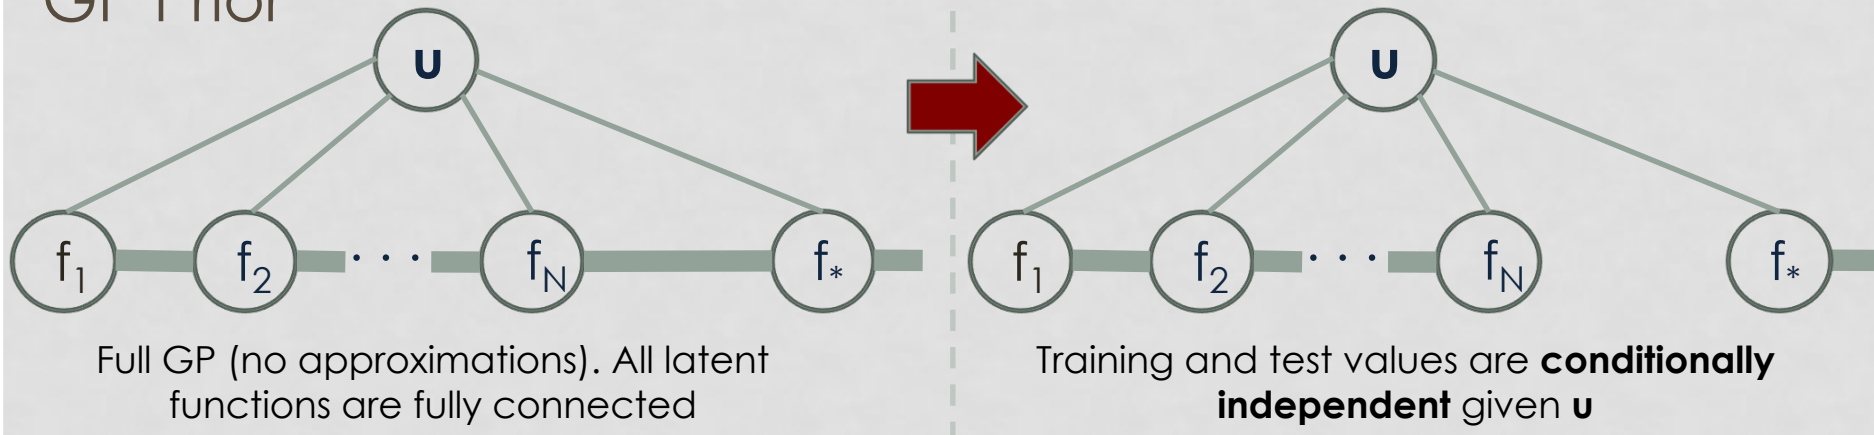 u
f1 f2 · · · fN f*
Full GP (no approximations). All latent
functions are fully connected
u
f1 f2 · · · fN f*
Training and test values are conditionally
independent given u